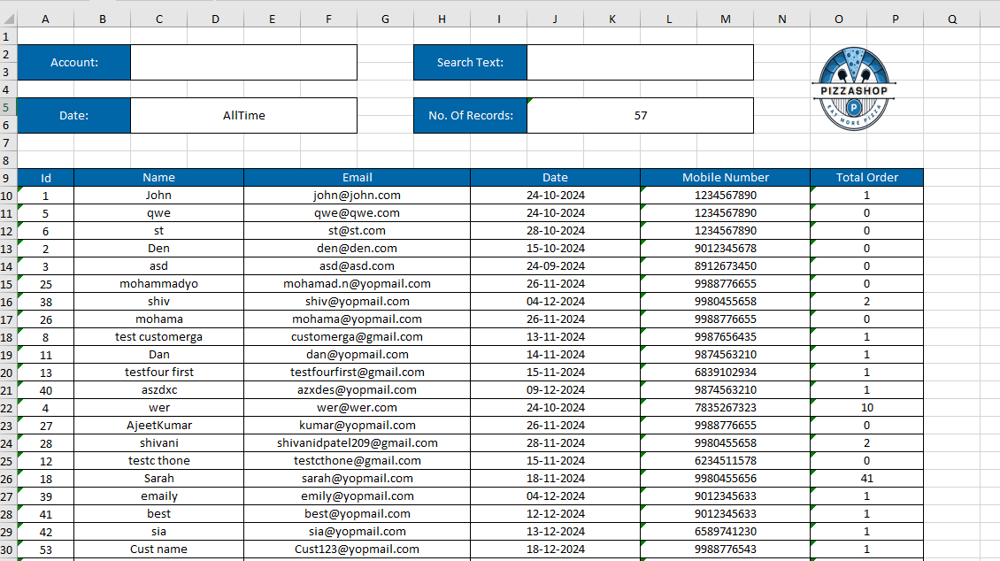 A B C D E F G H I J K L M N O P Q
1
2
3
Account: Search Text:
4
PIZZASHOP
P
EAT MORE PIZZA
5
6
Date: AllTime No. Of Records: 57
7
8
9 Id Name Email Date Mobile Number Total Order
10 1 John john@john.com 24-10-2024 1234567890 1
11 5 qwe qwe@qwe.com 24-10-2024 1234567890 0
12 6 st st@st.com 28-10-2024 1234567890 0
13 2 Den den@den.com 15-10-2024 9012345678 0
14 3 asd asd@asd.com 24-09-2024 8912673450 0
15 25 mohammadyo mohamad.n@yopmail.com 26-11-2024 9988776655 0
16 38 shiv shiv@yopmail.com 04-12-2024 9980455658 2
17 26 mohama mohama@yopmail.com 26-11-2024 9988776655 0
18 8 test customerga customerga@gmail.com 13-11-2024 9987656435 1
19 11 Dan dan@yopmail.com 14-11-2024 9874563210 1
20 13 testfour first testfourfirst@gmail.com 15-11-2024 6839102934 1
21 40 aszdxc azxdes@yopmail.com 09-12-2024 9874563210 1
22 4 wer wer@wer.com 24-10-2024 7835267323 10
23 27 AjeetKumar kumar@yopmail.com 26-11-2024 9988776655 0
24 28 shivani shivanidpatel209@gmail.com 28-11-2024 9980455658 2
25 12 testc thone testcthone@gmail.com 15-11-2024 6234511578 0
26 18 Sarah sarah@yopmail.com 18-11-2024 9980455656 41
27 39 emaily emily@yopmail.com 04-12-2024 9012345633 1
28 41 best best@yopmail.com 12-12-2024 9012345633 1
29 42 sia sia@yopmail.com 13-12-2024 6589741230 1
30 53 Cust name Cust123@yopmail.com 18-12-2024 9988776543 1